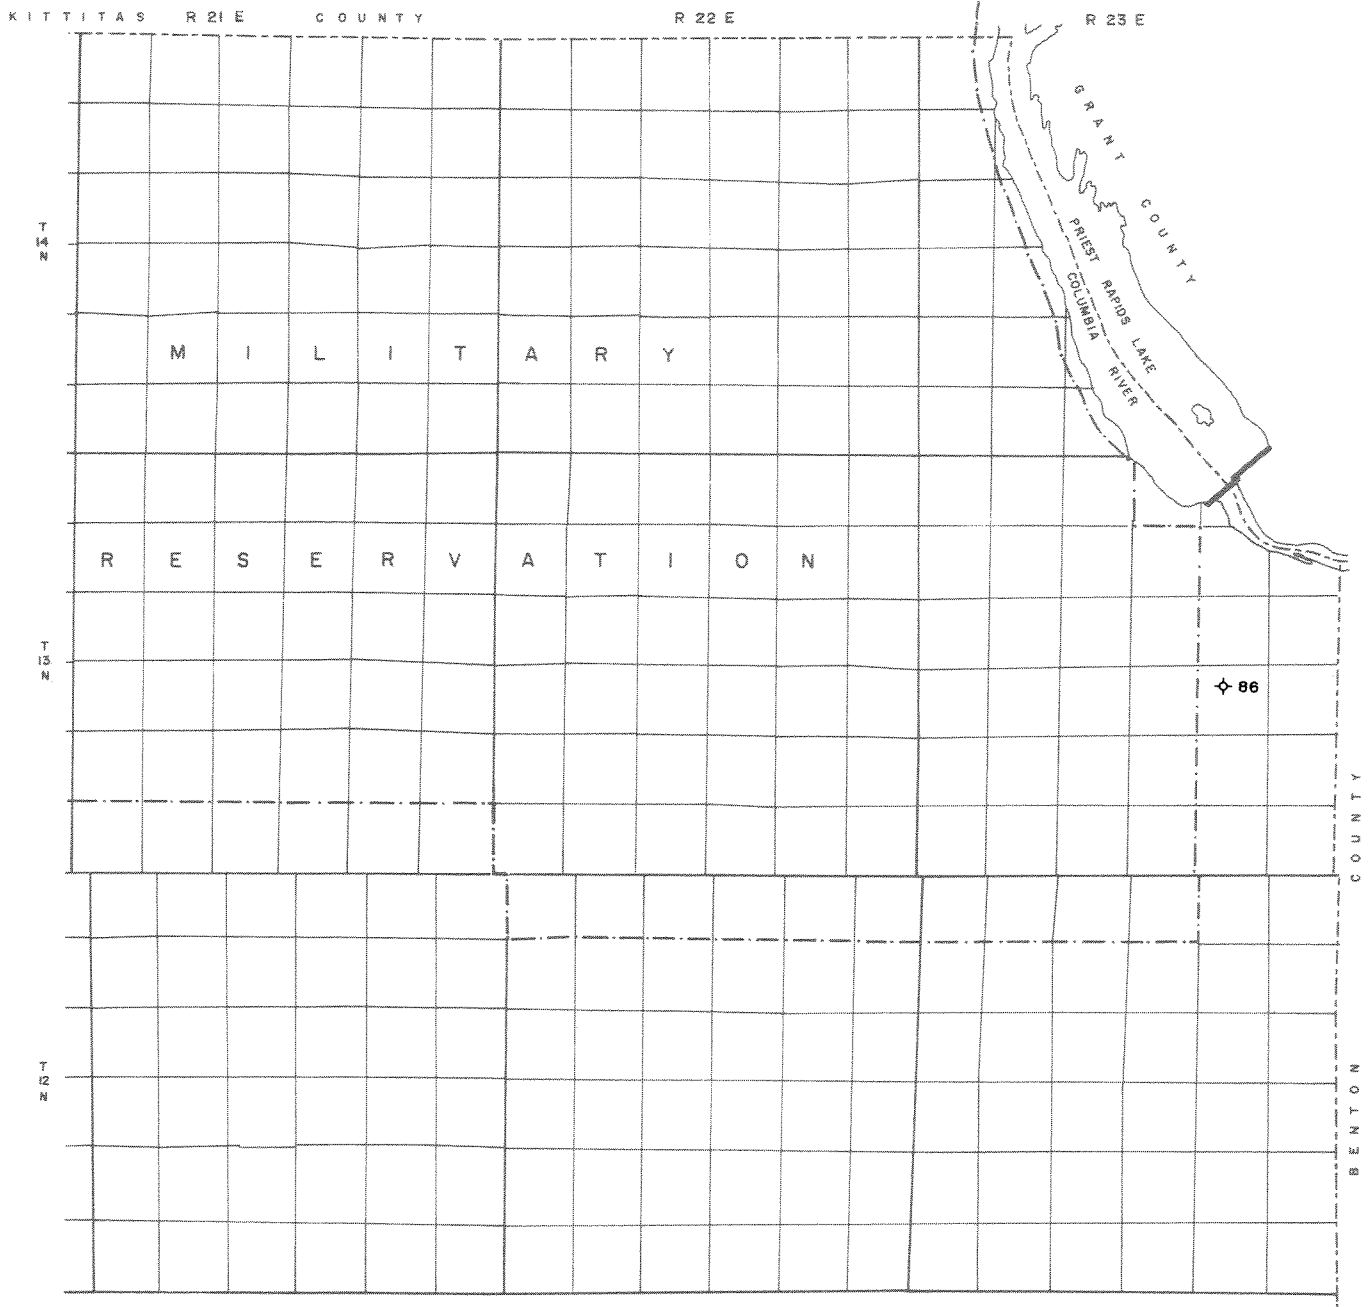 KITTITAS COUNTY
R 21 E
R 22 E
R 23 E
GRANT COUNTY
T
14
N
PRIEST RAPIDS LAKE
COLUMBIA RIVER
MILITARY
RESERVATION
T
13
N
86
T
12
N
BENTON COUNTY